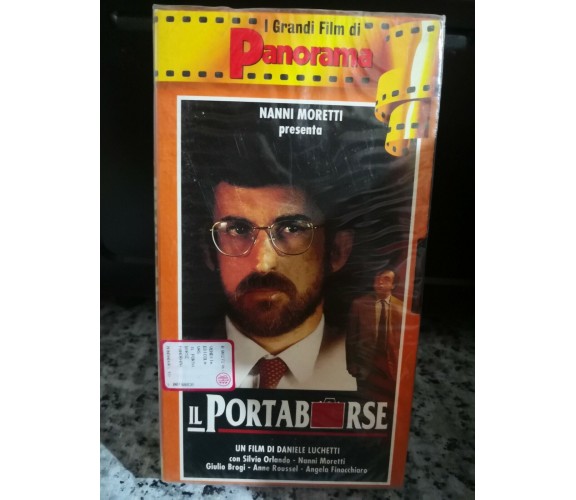 I Grandi Film di
Panorama
NANNI MORETTI
presenta
IL PORTABORSE
UN FILM DI DANIELE LUCHETTI
con Silvio Orlando - Nanni Moretti
Giulio Brogi - Anne Roussel - Angela Finocchiaro